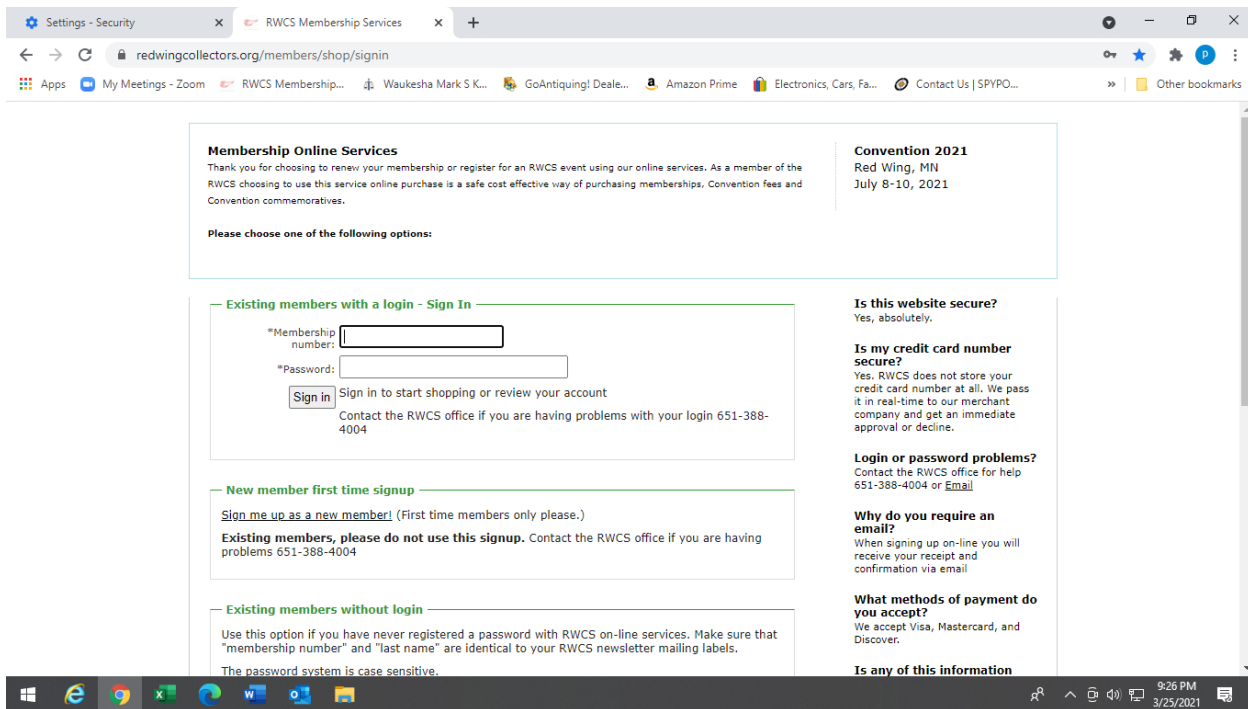 Settings - Security
RWCS Membership Services
redwingcollectors.org/members/shop/signin
P
Apps
My Meetings - Zoom
RWCS Membership...
Waukesha Mark S K...
GoAntiquing! Deale...
Amazon Prime
Electronics, Cars, Fa...
Contact Us | SPYPO...
»
Other bookmarks
Membership Online Services
Thank you for choosing to renew your membership or register for an RWCS event using our online services. As a member of the
RWCS choosing to use this service online purchase is a safe cost effective way of purchasing memberships, Convention fees and
Convention commemoratives.
Please choose one of the following options:
Convention 2021
Red Wing, MN
July 8-10, 2021
Existing members with a login - Sign In
*Membership
number:
*Password:
Sign in
Sign in to start shopping or review your account
Contact the RWCS office if you are having problems with your login 651-388-
4004
New member first time signup
Sign me up as a new member! (First time members only please.)
Existing members, please do not use this signup. Contact the RWCS office if you are having
problems 651-388-4004
Existing members without login
Use this option if you have never registered a password with RWCS on-line services. Make sure that
"membership number" and "last name" are identical to your RWCS newsletter mailing labels.
The password system is case sensitive.
Is this website secure?
Yes, absolutely.
Is my credit card number
secure?
Yes. RWCS does not store your
credit card number at all. We pass
it in real-time to our merchant
company and get an immediate
approval or decline.
Login or password problems?
Contact the RWCS office for help
651-388-4004 or Email
Why do you require an
email?
When signing up on-line you will
receive your receipt and
confirmation via email
What methods of payment do
you accept?
We accept Visa, Mastercard, and
Discover.
Is any of this information
9:26 PM
3/25/2021